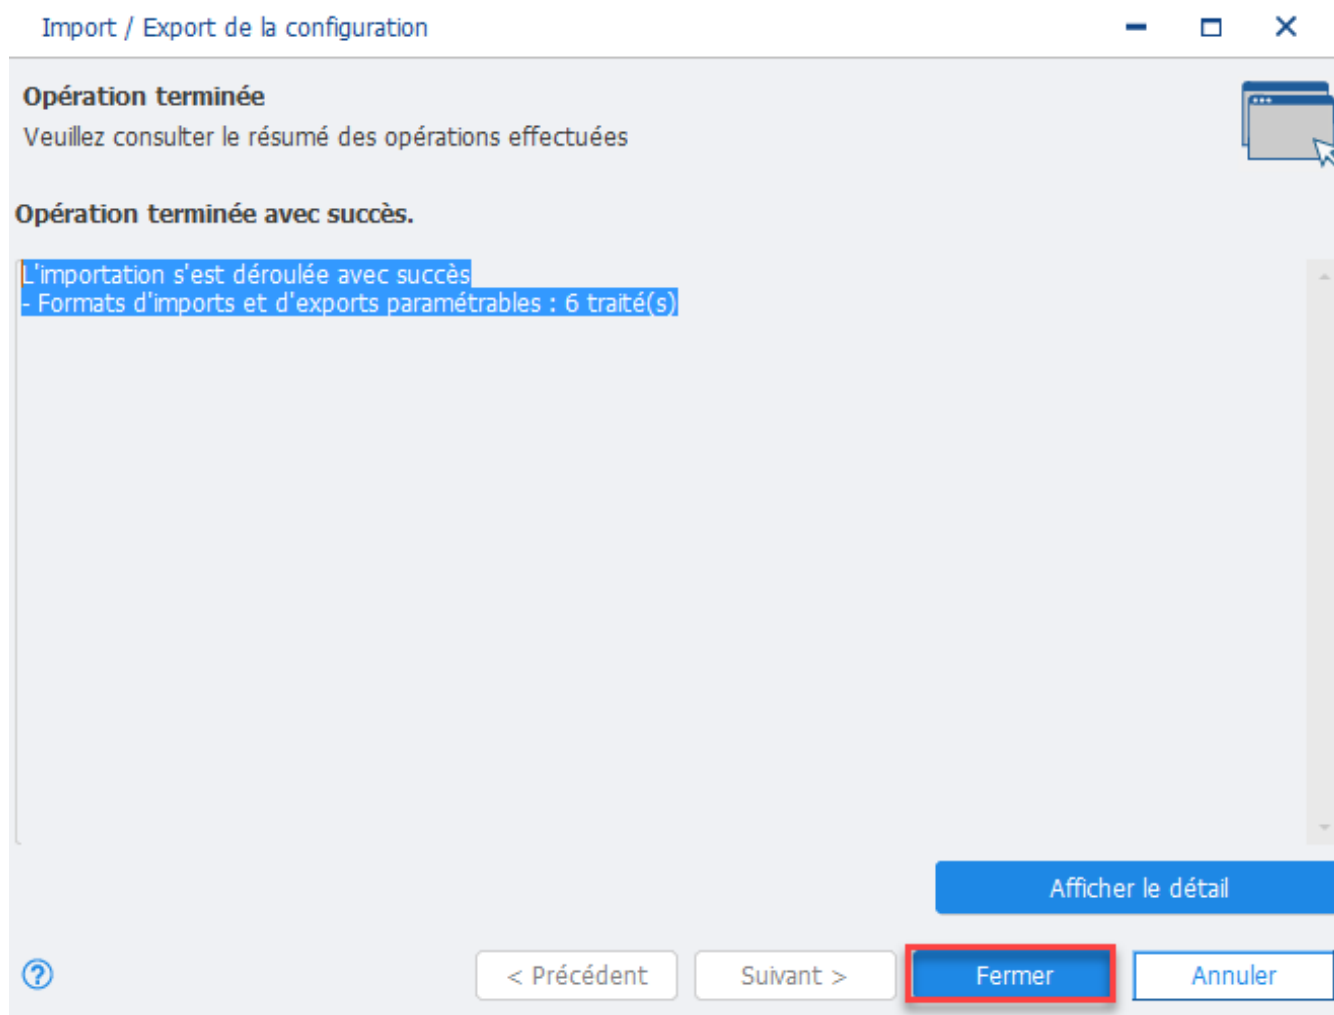 Import / Export de la configuration
Opération terminée
Veuillez consulter le résumé des opérations effectuées
Opération terminée avec succès.
L'importation s'est déroulée avec succès
- Formats d'imports et d'exports paramétrables : 6 traité(s)
Afficher le détail
< Précédent
Suivant >
Fermer
Annuler